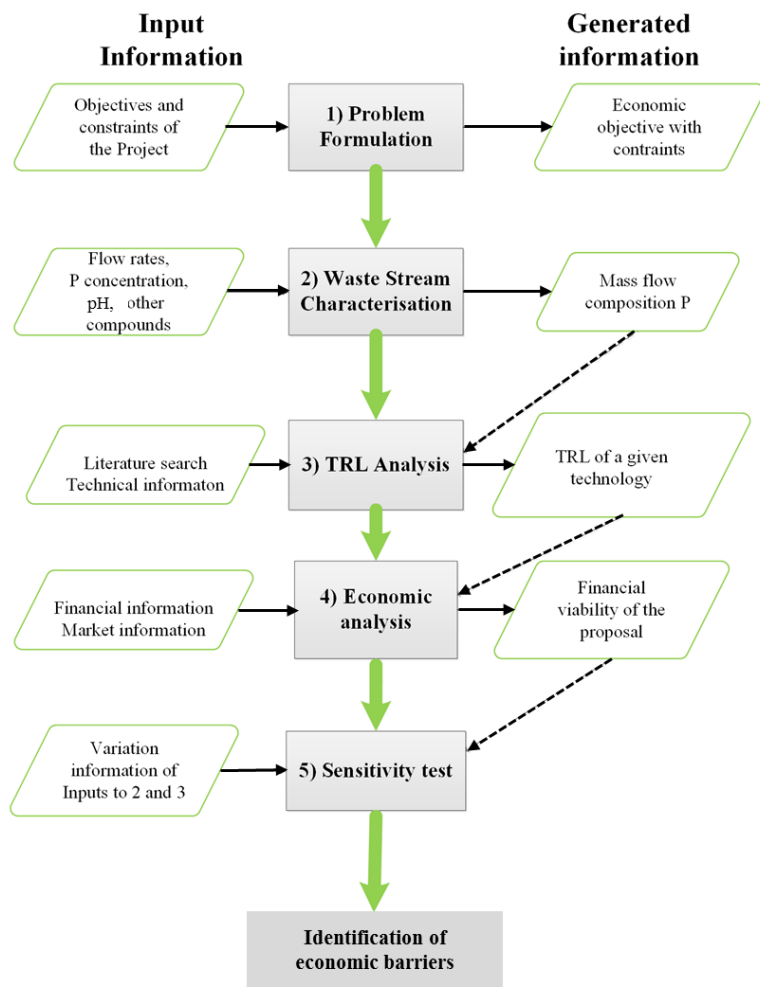 Input
Information
Generated
information
Objectives and
constraints of
the Project
1) Problem
Formulation
Economic
objective with
contraints
Flow rates,
P concentration,
pH, other
compounds
2) Waste Stream
Characterisation
Mass flow
composition P
Literature search
Technical informaton
3) TRL Analysis
TRL of a given
technology
Financial information
Market information
4) Economic
analysis
Financial
viability of the
proposal
Variation
information of
Inputs to 2 and 3
5) Sensitivity test
Identification of
economic barriers